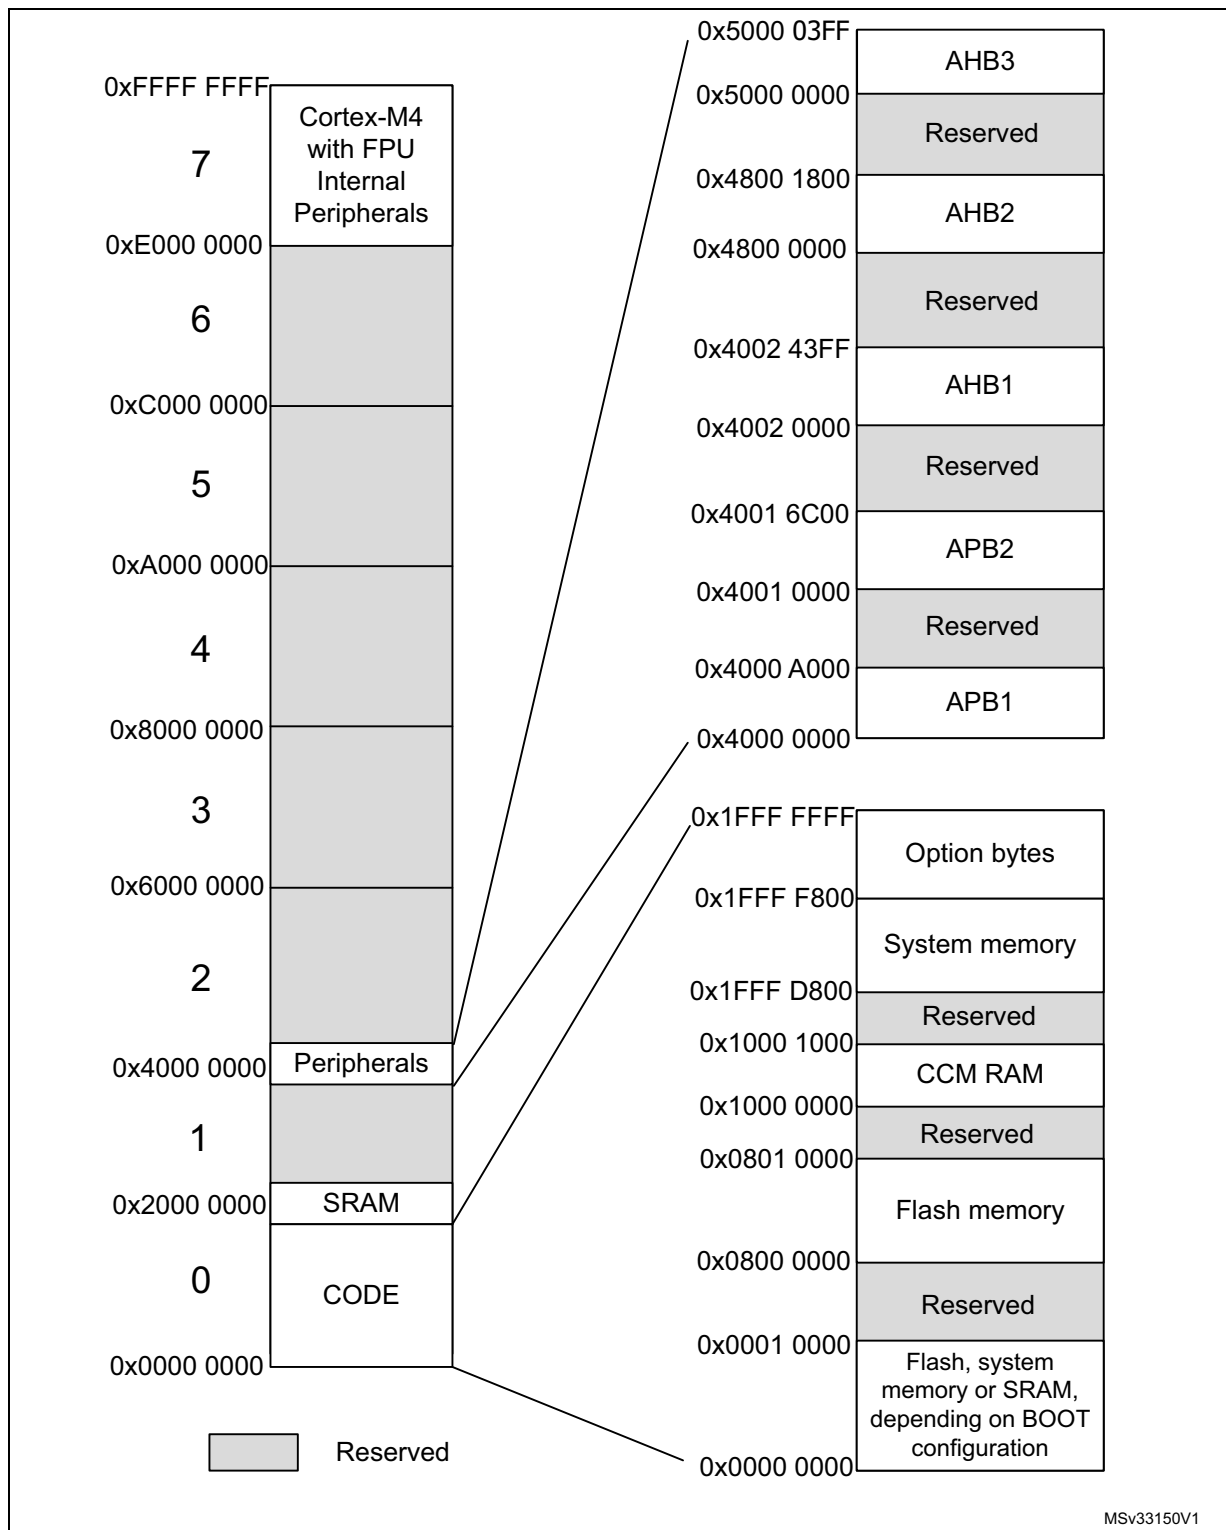 0xFFFF FFFF
Cortex-M4
with FPU
Internal
Peripherals
7
0xE000 0000
6
0xC000 0000
5
0xA000 0000
4
0x8000 0000
3
0x6000 0000
2
0x4000 0000
Peripherals
1
0x2000 0000
SRAM
0
CODE
0x0000 0000
Reserved
0x5000 03FF
AHB3
0x5000 0000
Reserved
0x4800 1800
AHB2
0x4800 0000
Reserved
0x4002 43FF
AHB1
0x4002 0000
Reserved
0x4001 6C00
APB2
0x4001 0000
Reserved
0x4000 A000
APB1
0x4000 0000
0x1FFF FFFF
Option bytes
0x1FFF F800
System memory
0x1FFF D800
Reserved
0x1000 1000
CCM RAM
0x1000 0000
Reserved
0x0801 0000
Flash memory
0x0800 0000
Reserved
0x0001 0000
Flash, system
memory or SRAM,
depending on BOOT
configuration
0x0000 0000
MSv33150V1